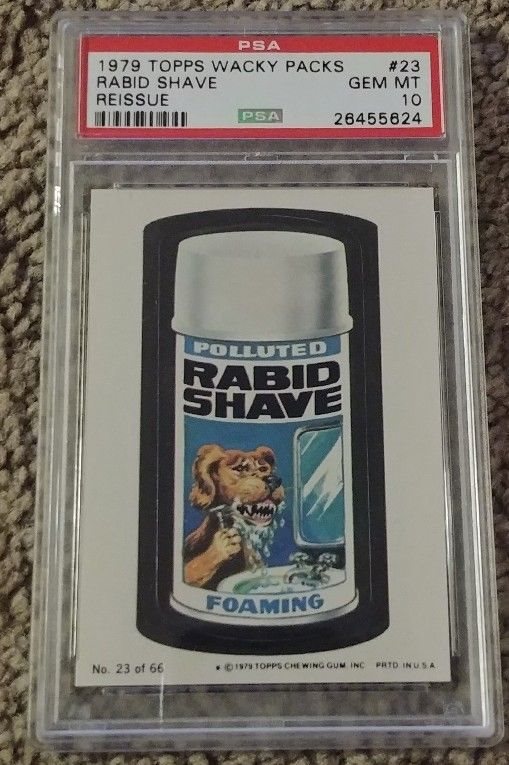 PSA
1979 TOPPS WACKY PACKS #23
RABID SHAVE GEM MT
REISSUE 10
PSA 26455624
POLLUTED
RABID
SHAVE
FOAMING
No. 23 of 66 * © 1979 TOPPS CHEWING GUM, INC. PRTD. IN U.S.A.